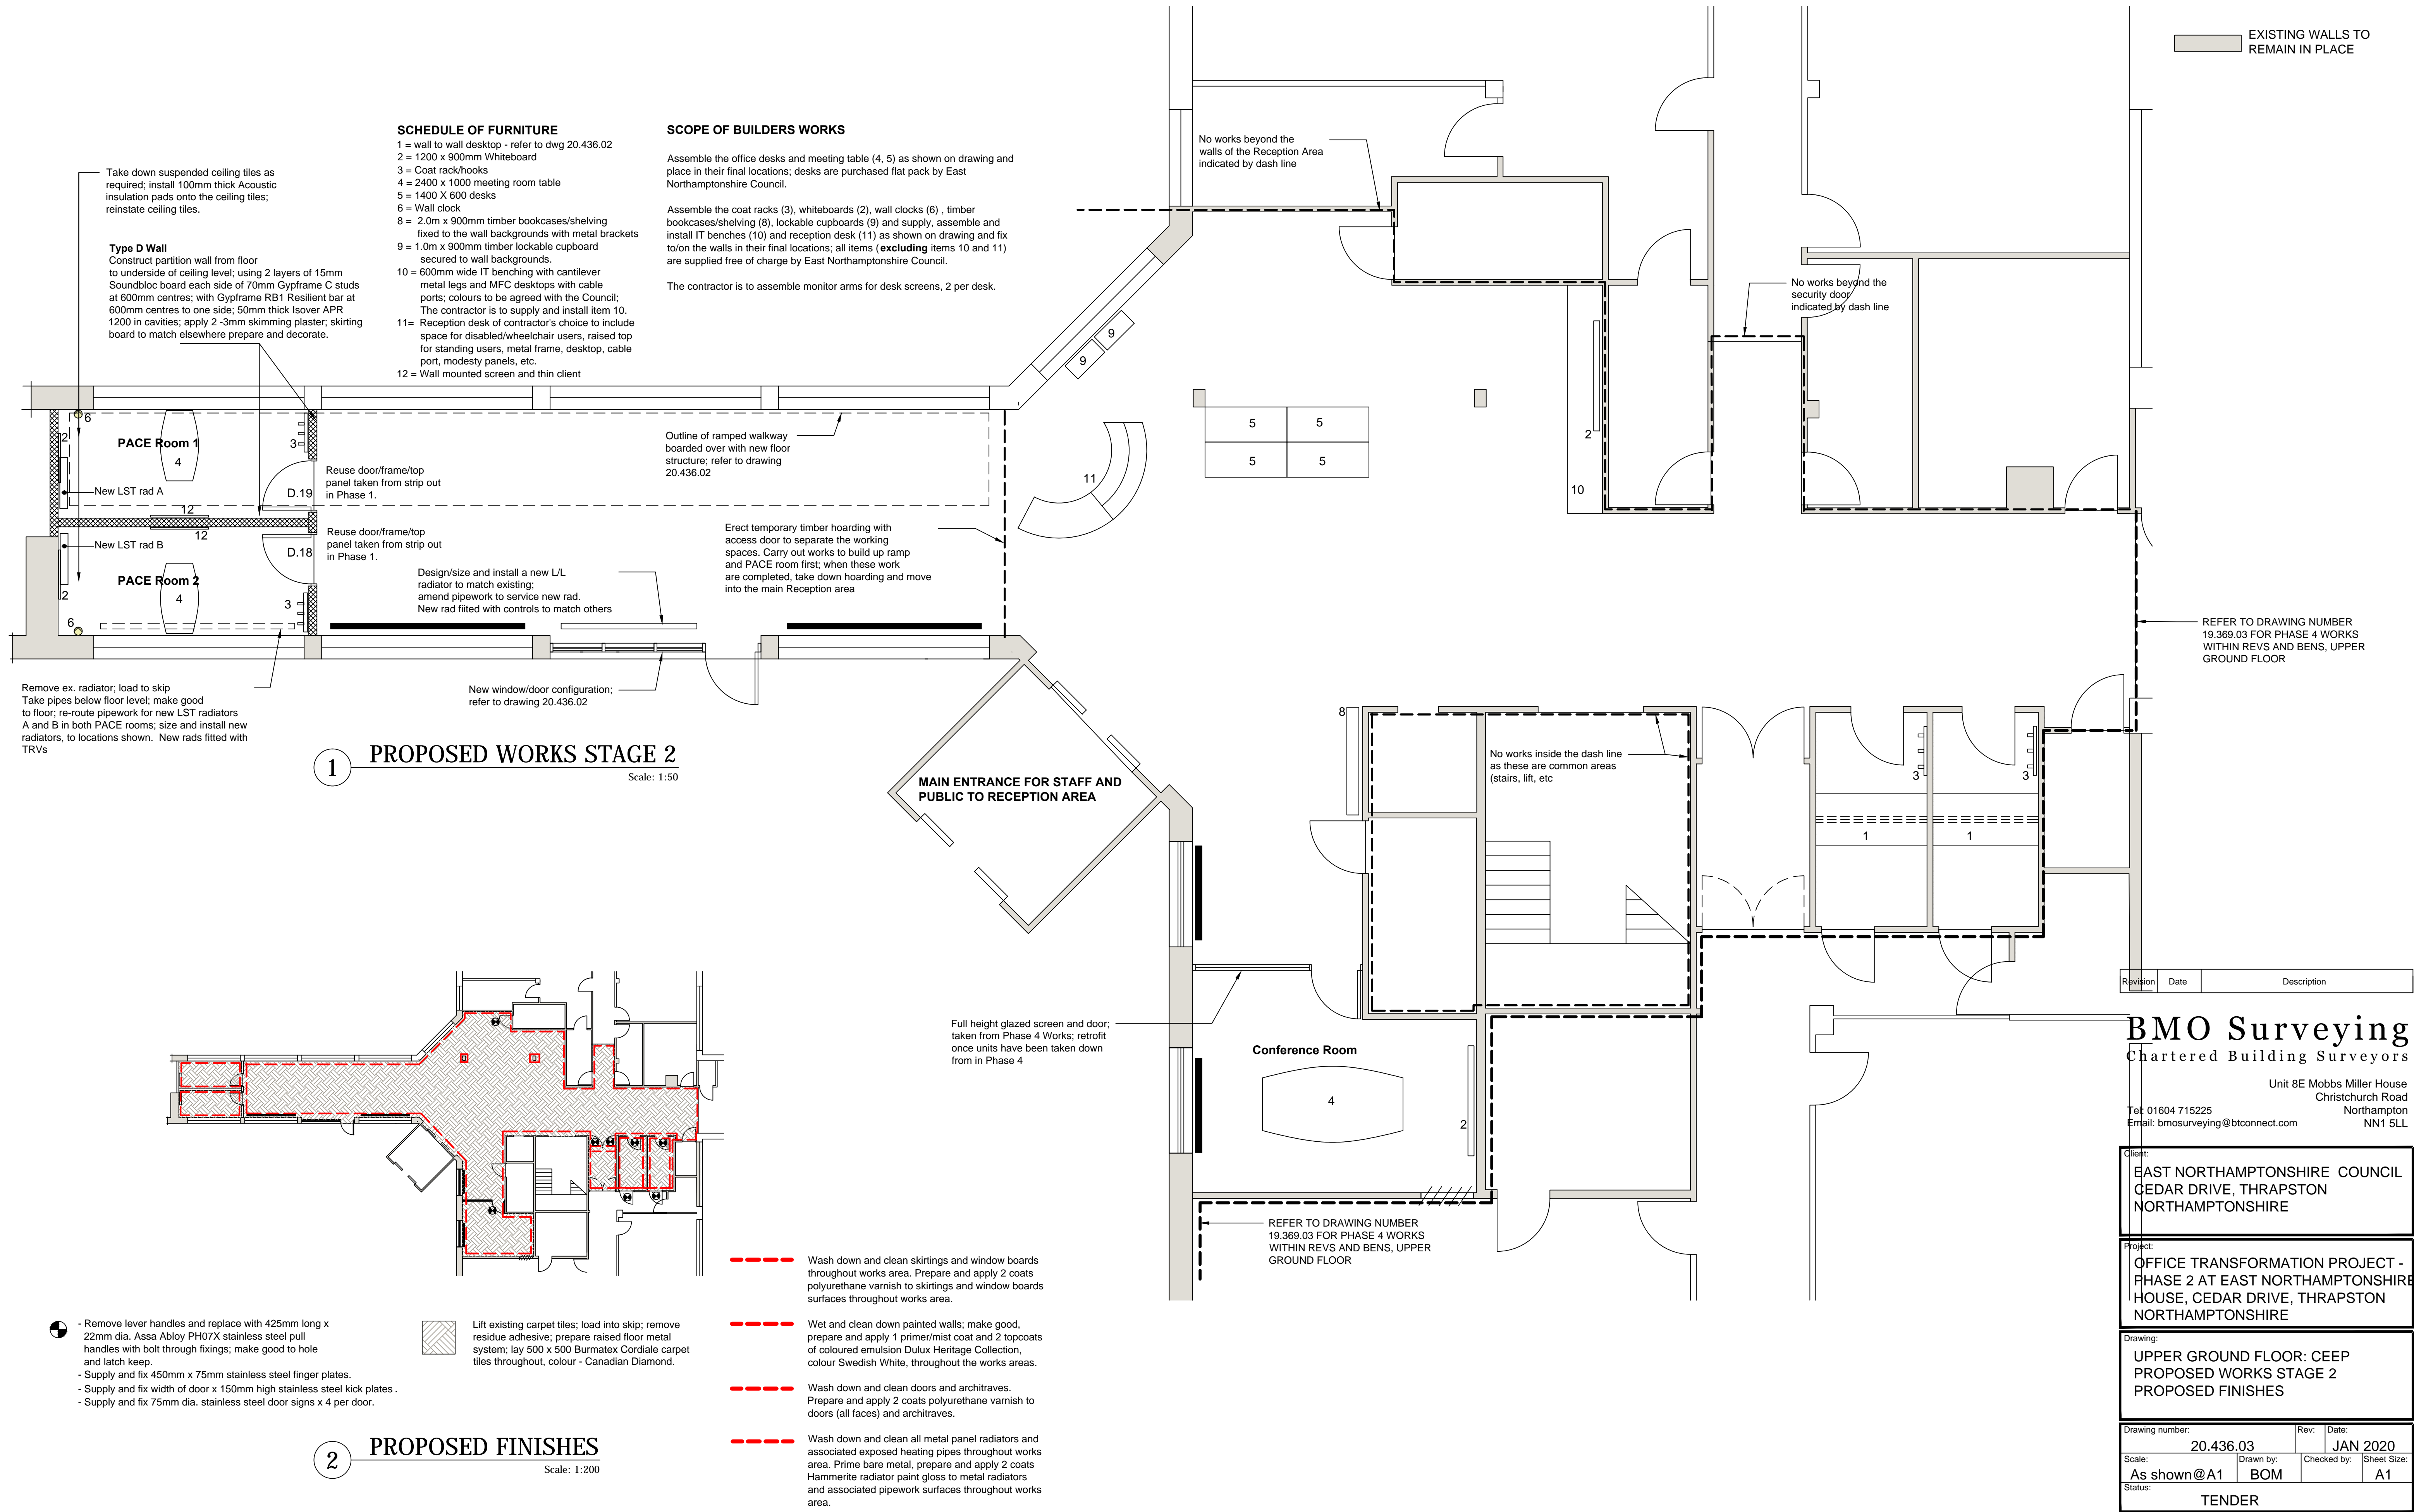 EXISTING WALLS TO
REMAIN IN PLACE
SCHEDULE OF FURNITURE
1 = wall to wall desktop - refer to dwg 20.436.02
2 = 1200 x 900mm Whiteboard
3 = Coat rack/hooks
4 = 2400 x 1000 meeting room table
5 = 1400 X 600 desks
6 = Wall clock
8 = 2.0m x 900mm timber bookcases/shelving
fixed to the wall backgrounds with metal brackets
9 = 1.0m x 900mm timber lockable cupboard
secured to wall backgrounds.
10 = 600mm wide IT benching with cantilever
metal legs and MFC desktops with cable
ports; colours to be agreed with the Council;
The contractor is to supply and install item 10.
11= Reception desk of contractor's choice to include
space for disabled/wheelchair users, raised top
for standing users, metal frame, desktop, cable
port, modesty panels, etc.
12 = Wall mounted screen and thin client
SCOPE OF BUILDERS WORKS
Assemble the office desks and meeting table (4, 5) as shown on drawing and
place in their final locations; desks are purchased flat pack by East
Northamptonshire Council.
Assemble the coat racks (3), whiteboards (2), wall clocks (6) , timber
bookcases/shelving (8), lockable cupboards (9) and supply, assemble and
install IT benches (10) and reception desk (11) as shown on drawing and fix
to/on the walls in their final locations; all items (excluding items 10 and 11)
are supplied free of charge by East Northamptonshire Council.
The contractor is to assemble monitor arms for desk screens, 2 per desk.
Take down suspended ceiling tiles as
required; install 100mm thick Acoustic
insulation pads onto the ceiling tiles;
reinstate ceiling tiles.
Type D Wall
Construct partition wall from floor
to underside of ceiling level; using 2 layers of 15mm
Soundbloc board each side of 70mm Gypframe C studs
at 600mm centres; with Gypframe RB1 Resilient bar at
600mm centres to one side; 50mm thick Isover APR
1200 in cavities; apply 2 -3mm skimming plaster; skirting
board to match elsewhere prepare and decorate.
No works beyond the
walls of the Reception Area
indicated by dash line
No works beyond the
security door
indicated by dash line
9
9
6
2
PACE Room 1
4
3
New LST rad A
D.19
12
12
New LST rad B
D.18
PACE Room 2
4
2
3
6
Reuse door/frame/top
panel taken from strip out
in Phase 1.
Reuse door/frame/top
panel taken from strip out
in Phase 1.
Outline of ramped walkway
boarded over with new floor
structure; refer to drawing
20.436.02
Erect temporary timber hoarding with
access door to separate the working
spaces. Carry out works to build up ramp
and PACE room first; when these work
are completed, take down hoarding and move
into the main Reception area
Design/size and install a new L/L
radiator to match existing;
amend pipework to service new rad.
New rad fiited with controls to match others
11
5
5
5
5
2
10
REFER TO DRAWING NUMBER
19.369.03 FOR PHASE 4 WORKS
WITHIN REVS AND BENS, UPPER
GROUND FLOOR
Remove ex. radiator; load to skip
Take pipes below floor level; make good
to floor; re-route pipework for new LST radiators
A and B in both PACE rooms; size and install new
radiators, to locations shown. New rads fitted with
TRVs
New window/door configuration;
refer to drawing 20.436.02
1
PROPOSED WORKS STAGE 2
Scale: 1:50
MAIN ENTRANCE FOR STAFF AND
PUBLIC TO RECEPTION AREA
8
No works inside the dash line
as these are common areas
(stairs, lift, etc
3
3
1
1
Full height glazed screen and door;
taken from Phase 4 Works; retrofit
once units have been taken down
from in Phase 4
Conference Room
4
2
REFER TO DRAWING NUMBER
19.369.03 FOR PHASE 4 WORKS
WITHIN REVS AND BENS, UPPER
GROUND FLOOR
- Remove lever handles and replace with 425mm long x
22mm dia. Assa Abloy PH07X stainless steel pull
handles with bolt through fixings; make good to hole
and latch keep.
- Supply and fix 450mm x 75mm stainless steel finger plates.
- Supply and fix width of door x 150mm high stainless steel kick plates .
- Supply and fix 75mm dia. stainless steel door signs x 4 per door.
Lift existing carpet tiles; load into skip; remove
residue adhesive; prepare raised floor metal
system; lay 500 x 500 Burmatex Cordiale carpet
tiles throughout, colour - Canadian Diamond.
Wash down and clean skirtings and window boards
throughout works area. Prepare and apply 2 coats
polyurethane varnish to skirtings and window boards
surfaces throughout works area.
Wet and clean down painted walls; make good,
prepare and apply 1 primer/mist coat and 2 topcoats
of coloured emulsion Dulux Heritage Collection,
colour Swedish White, throughout the works areas.
Wash down and clean doors and architraves.
Prepare and apply 2 coats polyurethane varnish to
doors (all faces) and architraves.
Wash down and clean all metal panel radiators and
associated exposed heating pipes throughout works
area. Prime bare metal, prepare and apply 2 coats
Hammerite radiator paint gloss to metal radiators
and associated pipework surfaces throughout works
area.
2
PROPOSED FINISHES
Scale: 1:200
Revision Date Description
BMO Surveying
Chartered Building Surveyors
Unit 8E Mobbs Miller House
Christchurch Road
Tel: 01604 715225 Northampton
Email: bmosurveying@btconnect.com NN1 5LL
Client:
EAST NORTHAMPTONSHIRE COUNCIL
CEDAR DRIVE, THRAPSTON
NORTHAMPTONSHIRE
Project:
OFFICE TRANSFORMATION PROJECT -
PHASE 2 AT EAST NORTHAMPTONSHIRE
HOUSE, CEDAR DRIVE, THRAPSTON
NORTHAMPTONSHIRE
Drawing:
UPPER GROUND FLOOR: CEEP
PROPOSED WORKS STAGE 2
PROPOSED FINISHES
Drawing number: Rev: Date:
20.436.03 JAN 2020
Scale: Drawn by: Checked by: Sheet Size:
As shown@A1 BOM A1
Status:
TENDER